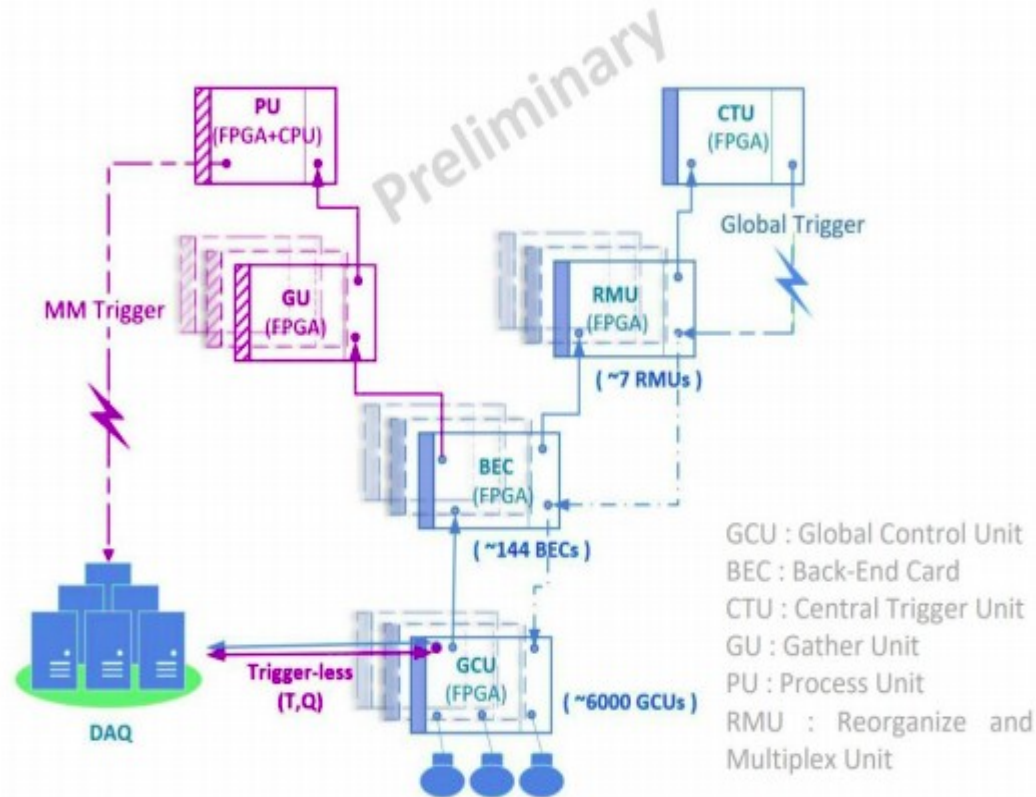 Preliminary
PU
(FPGA+CPU)
CTU
(FPGA)
Global Trigger
MM Trigger
GU
(FPGA)
RMU
(FPGA)
( ~7 RMUs )
BEC
(FPGA)
( ~144 BECs )
Trigger-less
(T,Q)
GCU
(FPGA)
( ~6000 GCUs )
DAQ
GCU : Global Control Unit
BEC : Back-End Card
CTU : Central Trigger Unit
GU : Gather Unit
PU : Process Unit
RMU : Reorganize and
Multiplex Unit